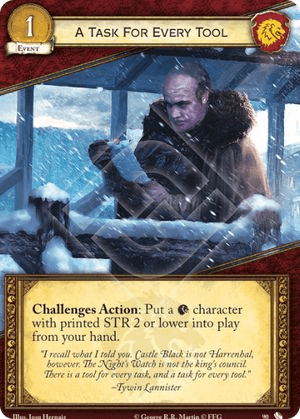 1
A Task For Every Tool
Event
Challenges Action: Put a character
with printed STR 2 or lower into play
from your hand.
"I recall what I told you. Castle Black is not Harrenhal,
however. The Night's Watch is not the king's council.
There is a tool for every task, and a task for every tool."
–Tywin Lannister
Illus. Jose Hernaiz
© George R.R. Martin © FFG
90